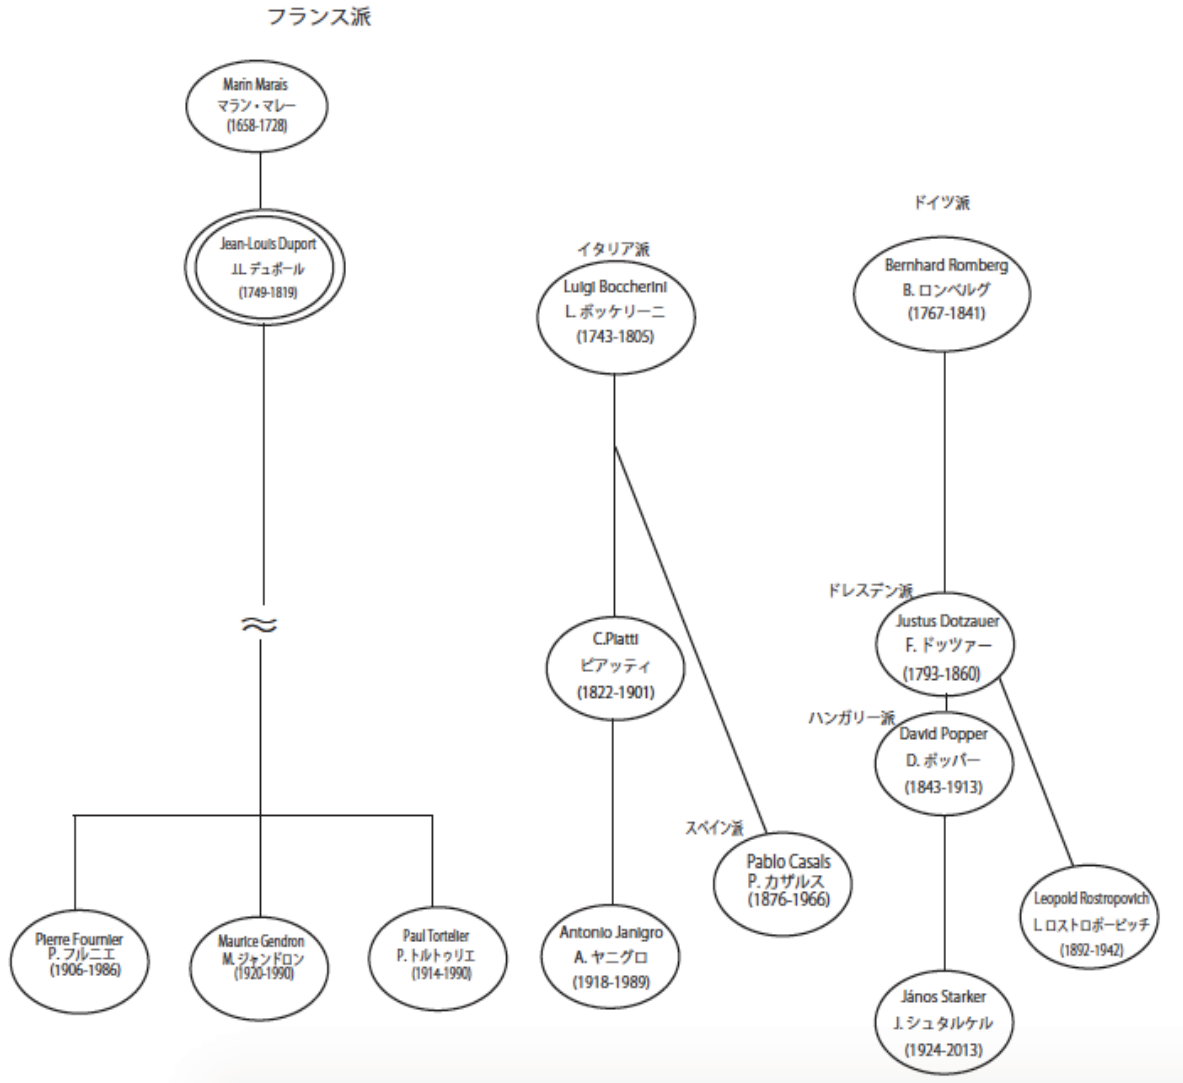 フランス派
Marin Marais
マラン・マレー
(1658-1728)
Jean-Louis Duport
J.L. デュポール
(1749-1819)
Pierre Fournier
P. フルニエ
(1906-1986)
Maurice Gendron
M. ジャンドロン
(1920-1990)
Paul Tortelier
P. トルトゥリエ
(1914-1990)
イタリア派
Luigi Boccherini
L. ボッケリーニ
(1743-1805)
C.Piatti
ピアッティ
(1822-1901)
Antonio Janigro
A. ヤニグロ
(1918-1989)
スペイン派
Pablo Casals
P. カザルス
(1876-1966)
ドイツ派
Bernhard Romberg
B. ロンベルグ
(1767-1841)
ドレスデン派
Justus Dotzauer
F. ドッツァー
(1793-1860)
ハンガリー派
David Popper
D. ポッパー
(1843-1913)
Leopold Rostropovich
L. ロストロポービッチ
(1892-1942)
János Starker
J. シュタルケル
(1924-2013)